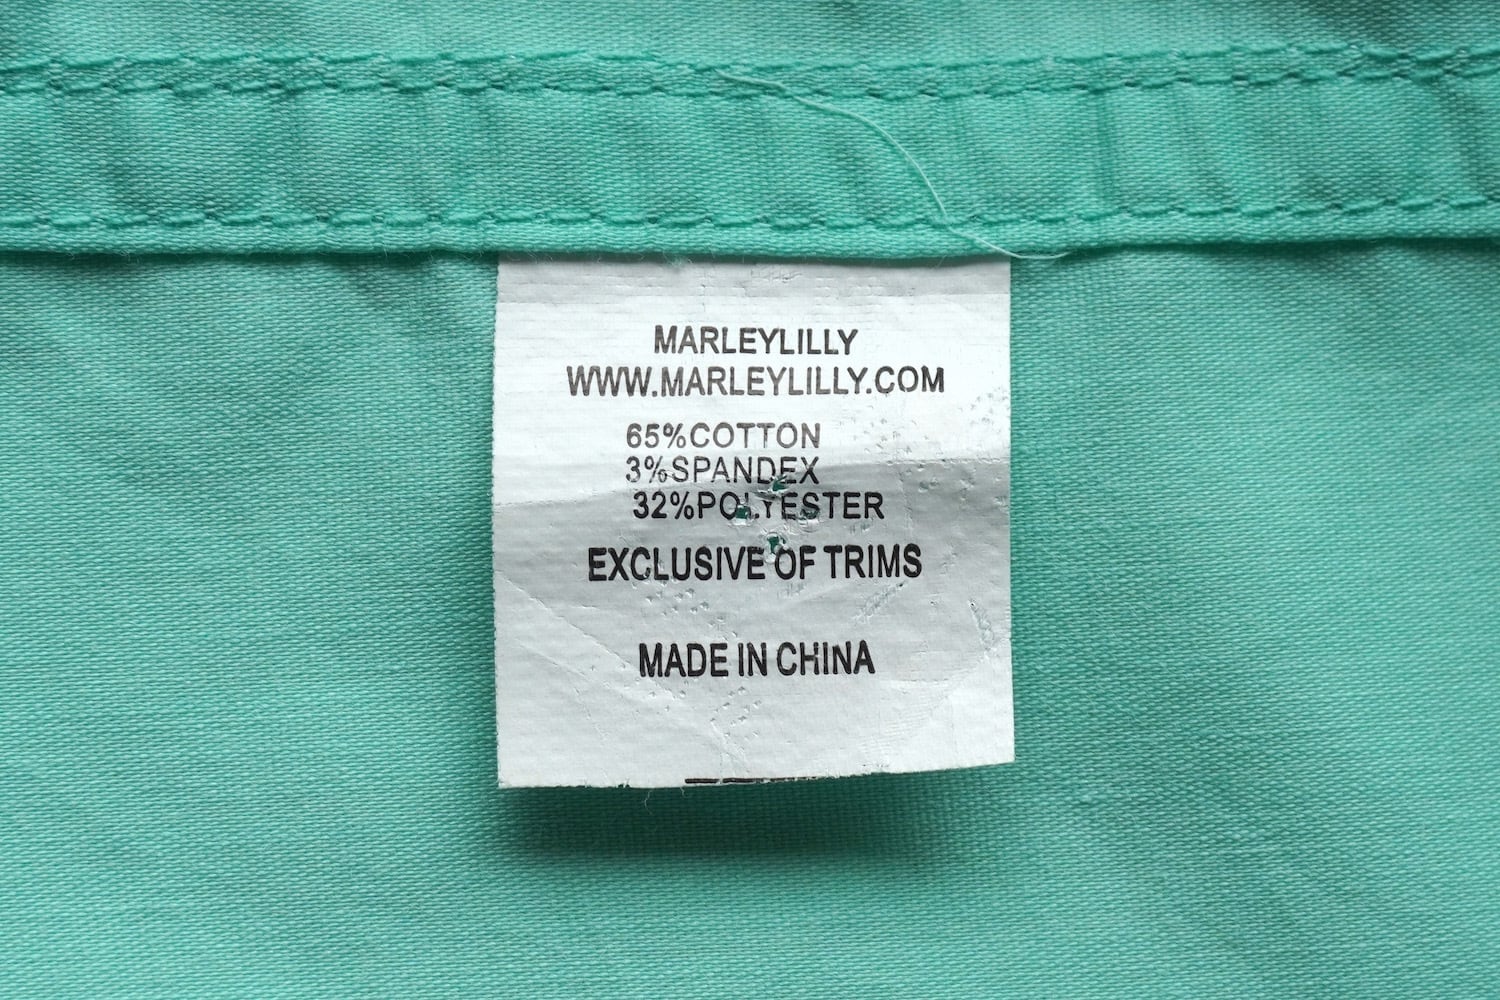 MARLEYLILLY
WWW.MARLEYLILLY.COM
65%COTTON
3%SPANDEX
32%POLYESTER
EXCLUSIVE OF TRIMS
MADE IN CHINA